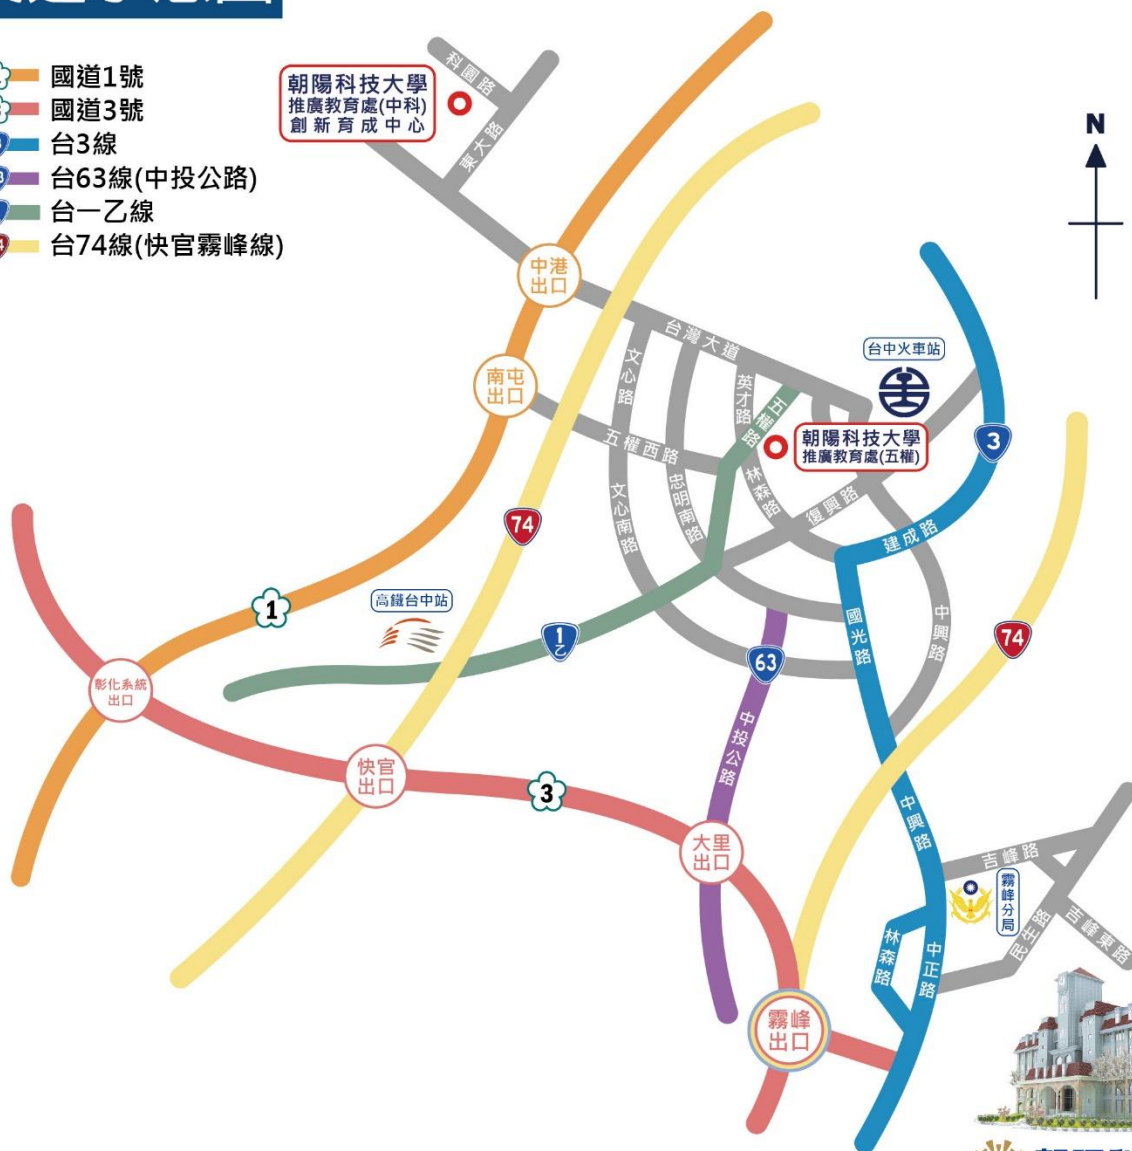 國道1號
國道3號
台3線
台63線(中投公路)
台一乙線
台74線(快官霧峰線)
科園路
朝陽科技大學
推廣教育處(中科)
創新育成中心
東大路
N
中港
出口
台灣大道
台中火車站
文心路
南屯
出口
英才路
五權路
五權西路
朝陽科技大學
推廣教育處(五權)
3
忠明南路
林森路
文心南路
復興路
74
建成路
1
高鐵台中站
1
乙
國光路
中興路
74
63
彰化系統
出口
中投公路
快官
出口
3
中興路
大里
出口
吉峰路
霧峰分局
民生路
吉峰東路
林森路
中正路
霧峰
出口